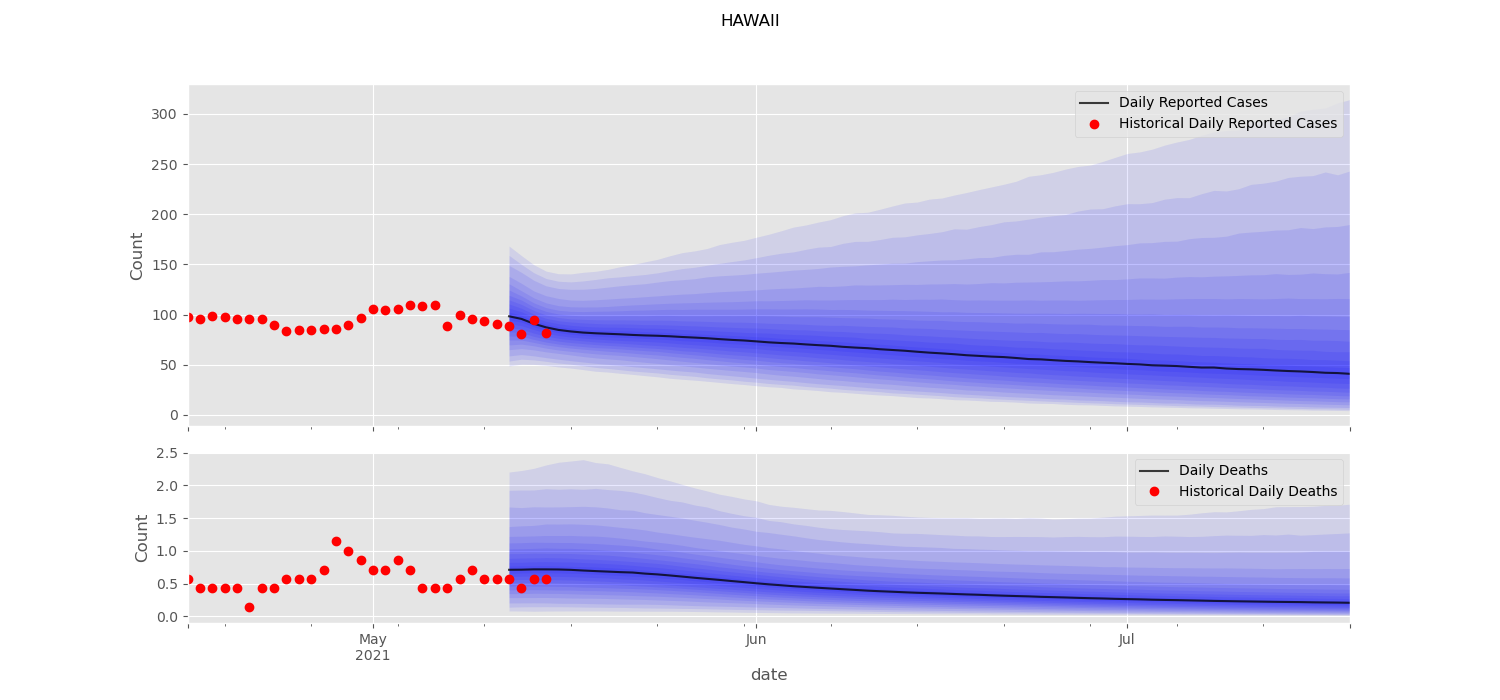 HAWAII
Daily Reported Cases
Historical Daily Reported Cases
300
250
200
150
100
50
0
Count
Daily Deaths
Historical Daily Deaths
2.5
2.0
1.5
1.0
0.5
0.0
Count
May
2021
Jun
Jul
date